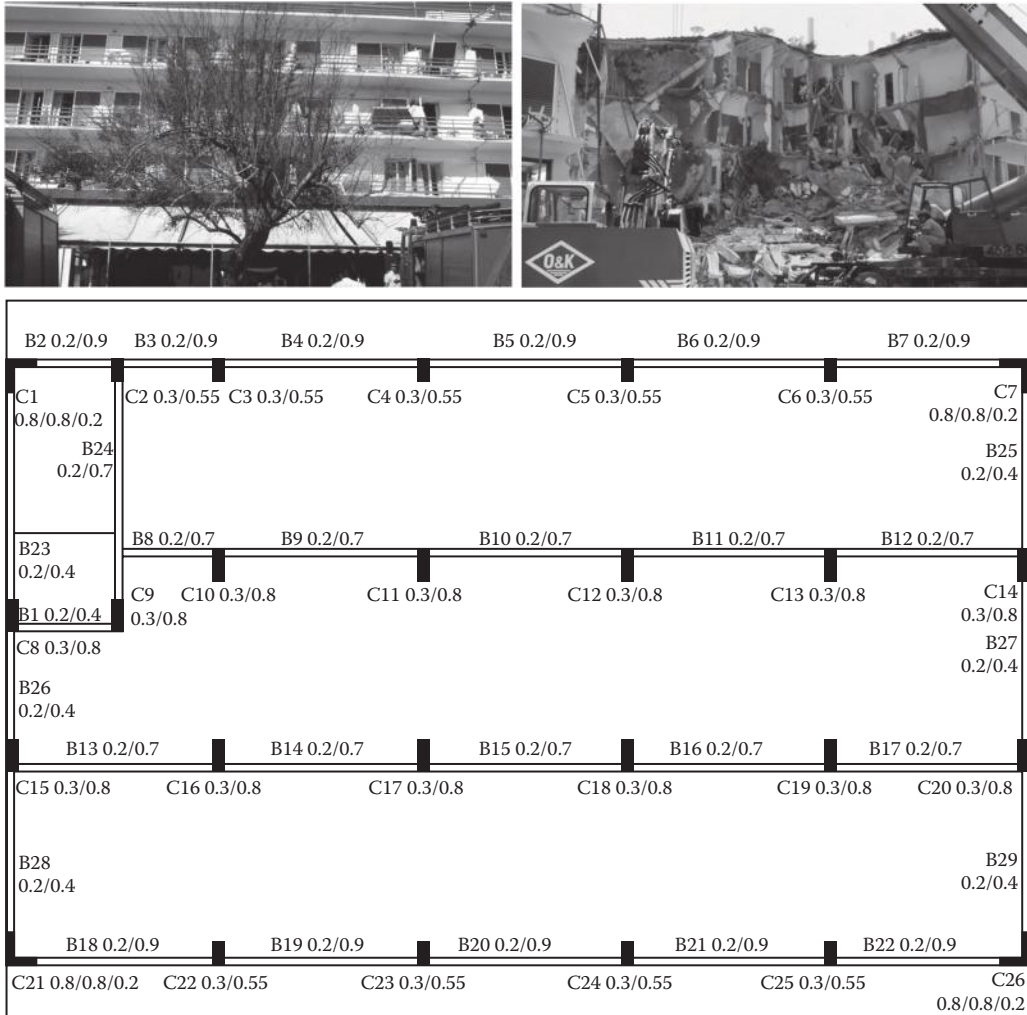 O&K
B2 0.2/0.9 B3 0.2/0.9 B4 0.2/0.9 B5 0.2/0.9 B6 0.2/0.9 B7 0.2/0.9
C1 C2 0.3/0.55 C3 0.3/0.55 C4 0.3/0.55 C5 0.3/0.55 C6 0.3/0.55 C7
0.8/0.8/0.2 0.8/0.8/0.2
B24 B25
0.2/0.7 0.2/0.4
B8 0.2/0.7 B9 0.2/0.7 B10 0.2/0.7 B11 0.2/0.7 B12 0.2/0.7
B23
0.2/0.4
C9 C10 0.3/0.8 C11 0.3/0.8 C12 0.3/0.8 C13 0.3/0.8 C14
B1 0.2/0.4 0.3/0.8 0.3/0.8
C8 0.3/0.8 B27
0.2/0.4
B26
0.2/0.4
B13 0.2/0.7 B14 0.2/0.7 B15 0.2/0.7 B16 0.2/0.7 B17 0.2/0.7
C15 0.3/0.8 C16 0.3/0.8 C17 0.3/0.8 C18 0.3/0.8 C19 0.3/0.8 C20 0.3/0.8
B28 B29
0.2/0.4 0.2/0.4
B18 0.2/0.9 B19 0.2/0.9 B20 0.2/0.9 B21 0.2/0.9 B22 0.2/0.9
C21 0.8/0.8/0.2 C22 0.3/0.55 C23 0.3/0.55 C24 0.3/0.55 C25 0.3/0.55 C26
0.8/0.8/0.2